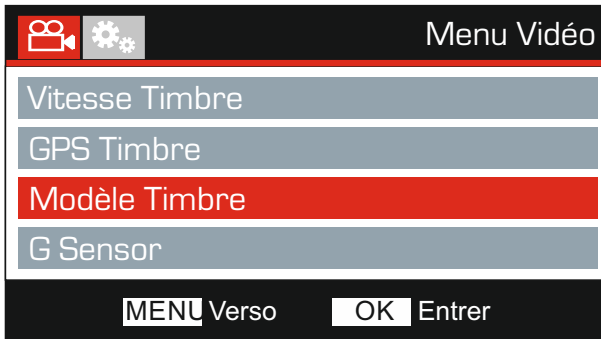 Menu Vidéo
Vitesse Timbre
GPS Timbre
Modèle Timbre
G Sensor
MENU Verso OK Entrer